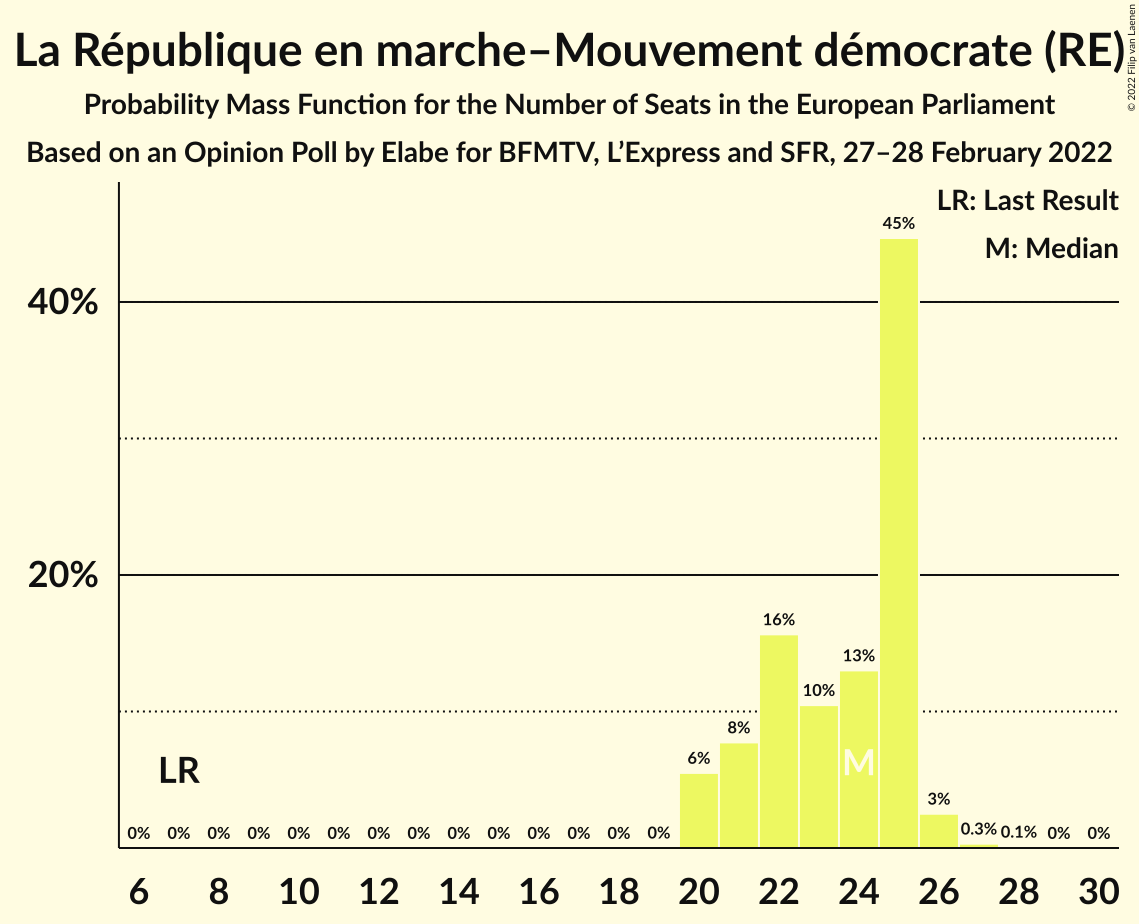 La République en marche–Mouvement démocrate (RE)
Probability Mass Function for the Number of Seats in the European Parliament
Based on an Opinion Poll by Elabe for BFMTV, L’Express and SFR, 27–28 February 2022
© 2022 Filip van Laenen
LR: Last Result
M: Median
45%
40%
20%
16%
13%
10%
8%
6%
3%
0.3%
0.1%
LR
M
0% 0% 0% 0% 0% 0% 0% 0% 0% 0% 0% 0% 0% 0% 0% 0%
6 8 10 12 14 16 18 20 22 24 26 28 30